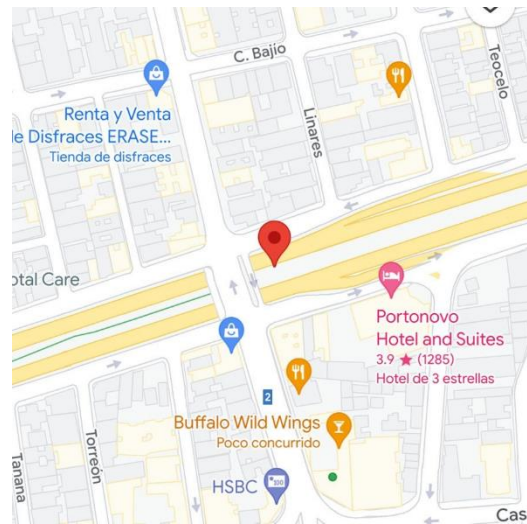 C. Bajio
Teocelo
Linares
Renta y Venta
de Disfraces ERASE...
Tienda de disfraces
otal Care
Portonovo
Hotel and Suites
3.9 ★ (1285)
Hotel de 3 estrellas
2
Buffalo Wild Wings
Poco concurrido
Torreón
Tanana
HSBC
Cas